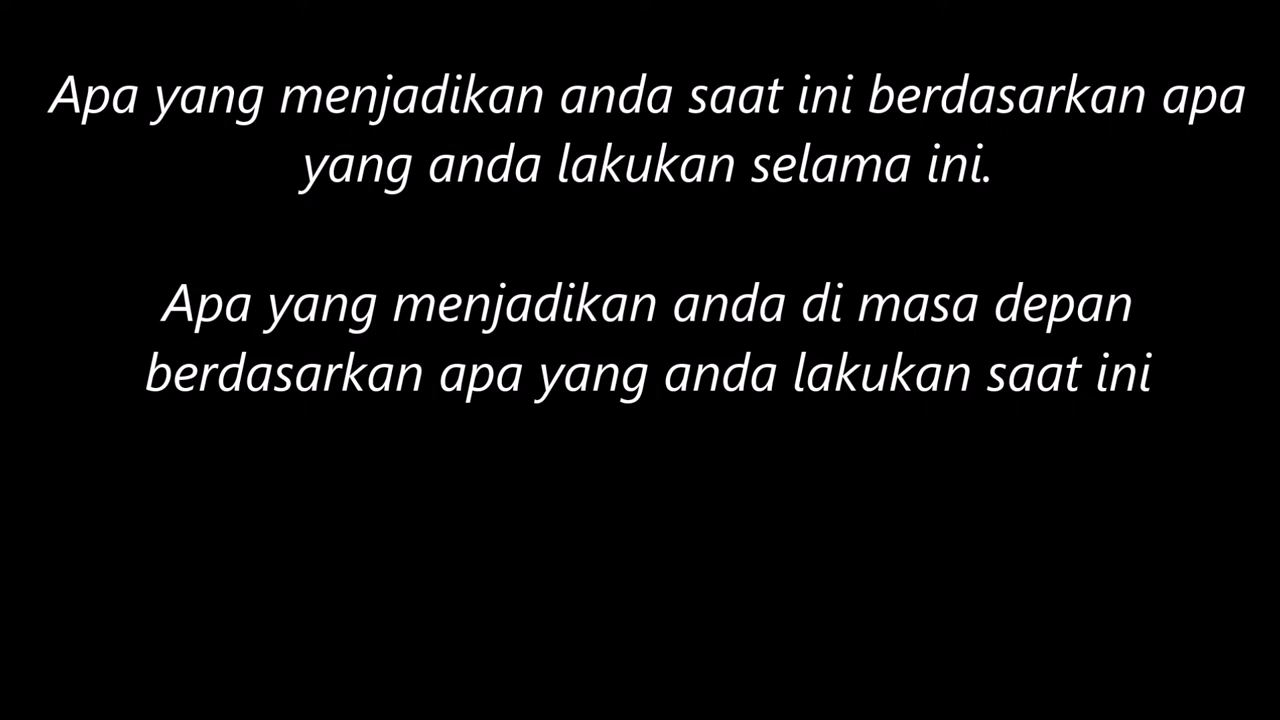 Apa yang menjadikan anda saat ini berdasarkan apa
yang anda lakukan selama ini.
Apa yang menjadikan anda di masa depan
berdasarkan apa yang anda lakukan saat ini